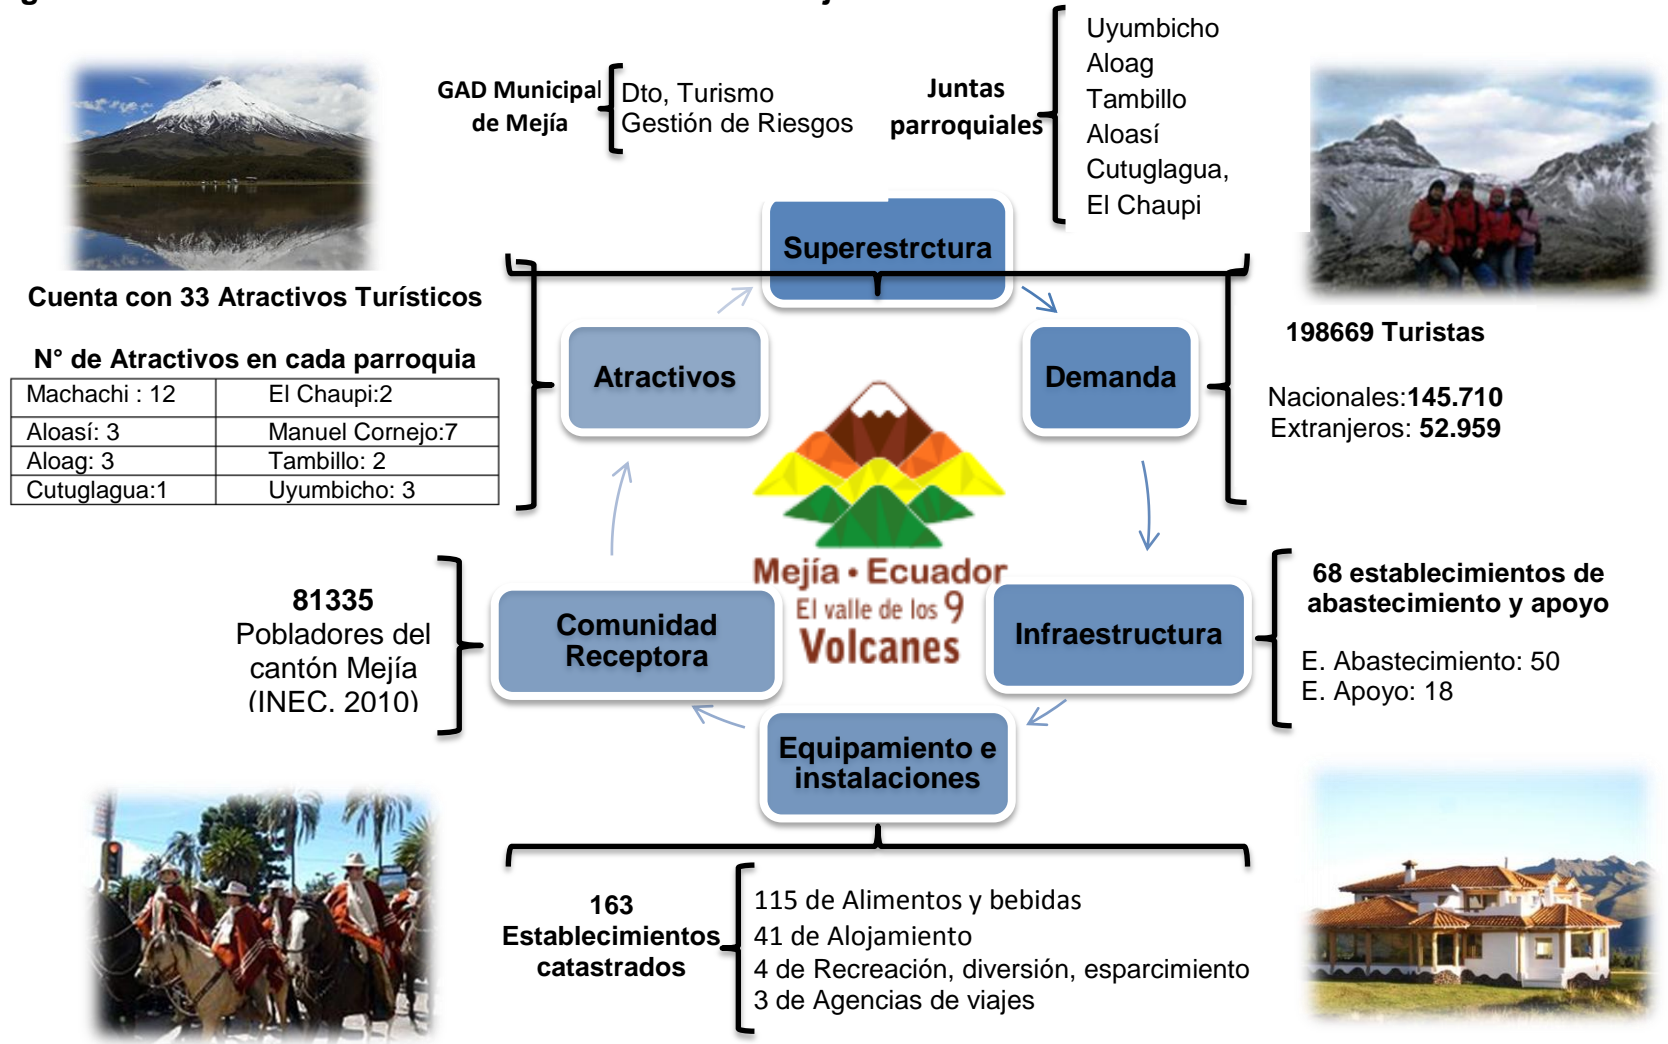 GAD Municipal
de Mejía
Dto, Turismo
Gestión de Riesgos
Juntas
parroquiales
Uyumbicho
Aloag
Tambillo
Aloasí
Cutuglagua,
El Chaupi
Superestrctura
Cuenta con 33 Atractivos Turísticos
N° de Atractivos en cada parroquia
Machachi : 12 El Chaupi:2
Aloasí: 3 Manuel Cornejo:7
Aloag: 3 Tambillo: 2
Cutuglagua:1 Uyumbicho: 3
Atractivos
Demanda
198669 Turistas
Nacionales:145.710
Extranjeros: 52.959
Mejía • Ecuador
El valle de los 9
Volcanes
81335
Pobladores del
cantón Mejía
(INEC. 2010)
Comunidad
Receptora
Infraestructura
68 establecimientos de
abastecimiento y apoyo
E. Abastecimiento: 50
E. Apoyo: 18
Equipamiento e
instalaciones
163
Establecimientos
catastrados
115 de Alimentos y bebidas
41 de Alojamiento
4 de Recreación, diversión, esparcimiento
3 de Agencias de viajes